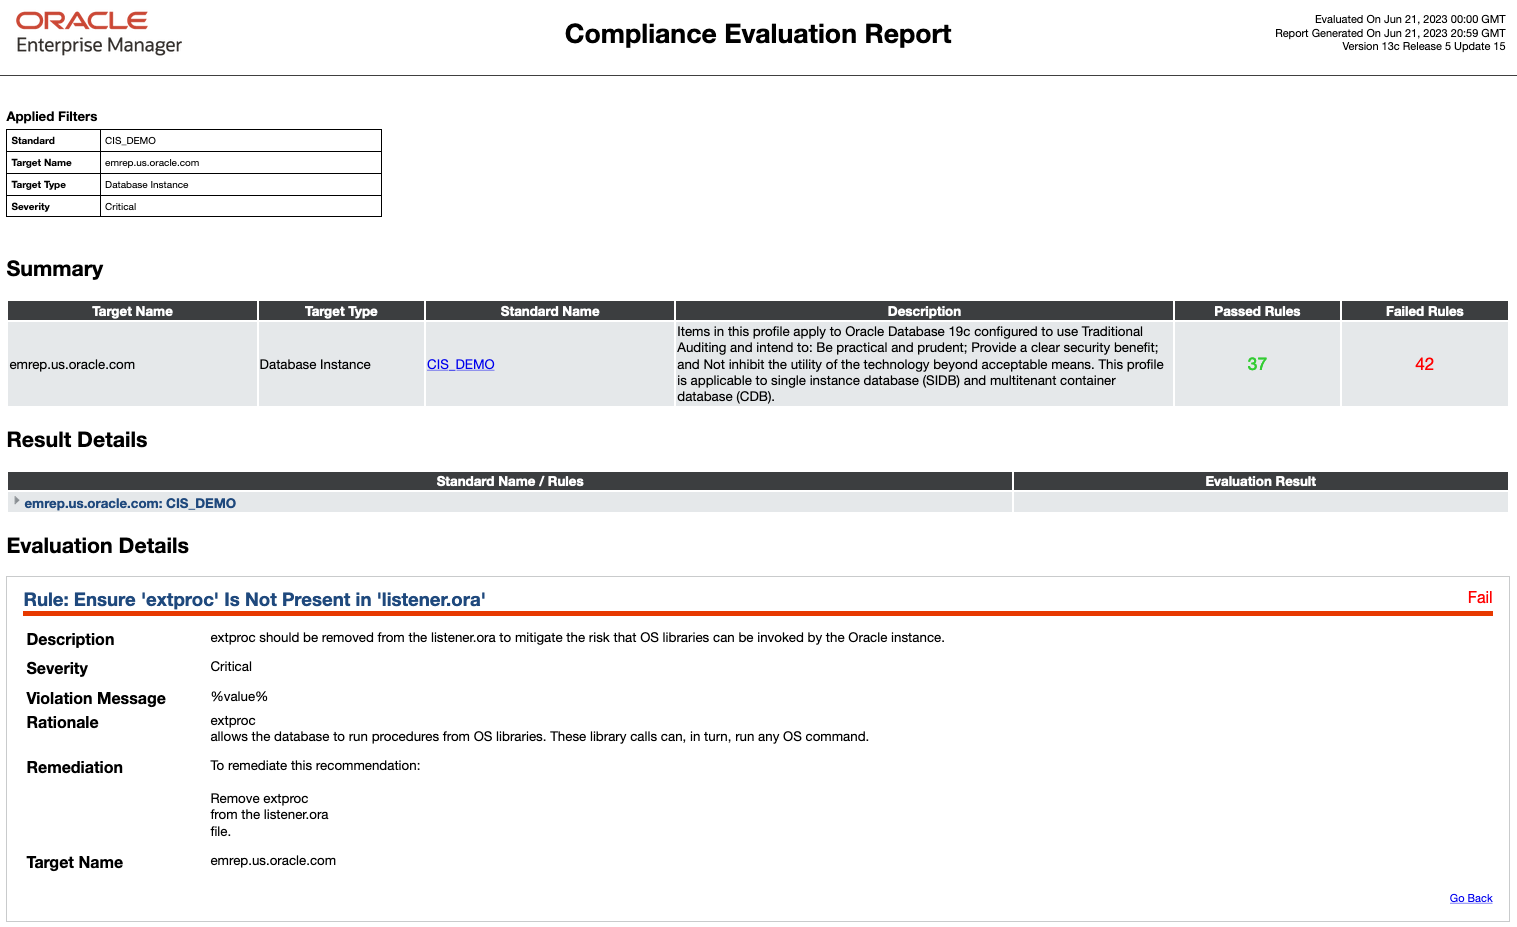 ORACLE
Enterprise Manager
Compliance Evaluation Report
Evaluated On Jun 21, 2023 00:00 GMT
Report Generated On Jun 21, 2023 20:59 GMT
Version 13c Release 5 Update 15
Applied Filters
Standard CIS_DEMO
Target Name emrep.us.oracle.com
Target Type Database Instance
Severity Critical
Summary
Target Name Target Type Standard Name Description Passed Rules Failed Rules
emrep.us.oracle.com Database Instance CIS_DEMO
Items in this profile apply to Oracle Database 19c configured to use Traditional
Auditing and intend to: Be practical and prudent; Provide a clear security benefit;
and Not inhibit the utility of the technology beyond acceptable means. This profile
is applicable to single instance database (SIDB) and multitenant container
database (CDB).
37 42
Result Details
Standard Name / Rules Evaluation Result
emrep.us.oracle.com: CIS_DEMO
Evaluation Details
Rule: Ensure 'extproc' Is Not Present in 'listener.ora' Fail
Description extproc should be removed from the listener.ora to mitigate the risk that OS libraries can be invoked by the Oracle instance.
Severity Critical
Violation Message %value%
Rationale extproc
allows the database to run procedures from OS libraries. These library calls can, in turn, run any OS command.
Remediation To remediate this recommendation:
Remove extproc
from the listener.ora
file.
Target Name emrep.us.oracle.com
Go Back